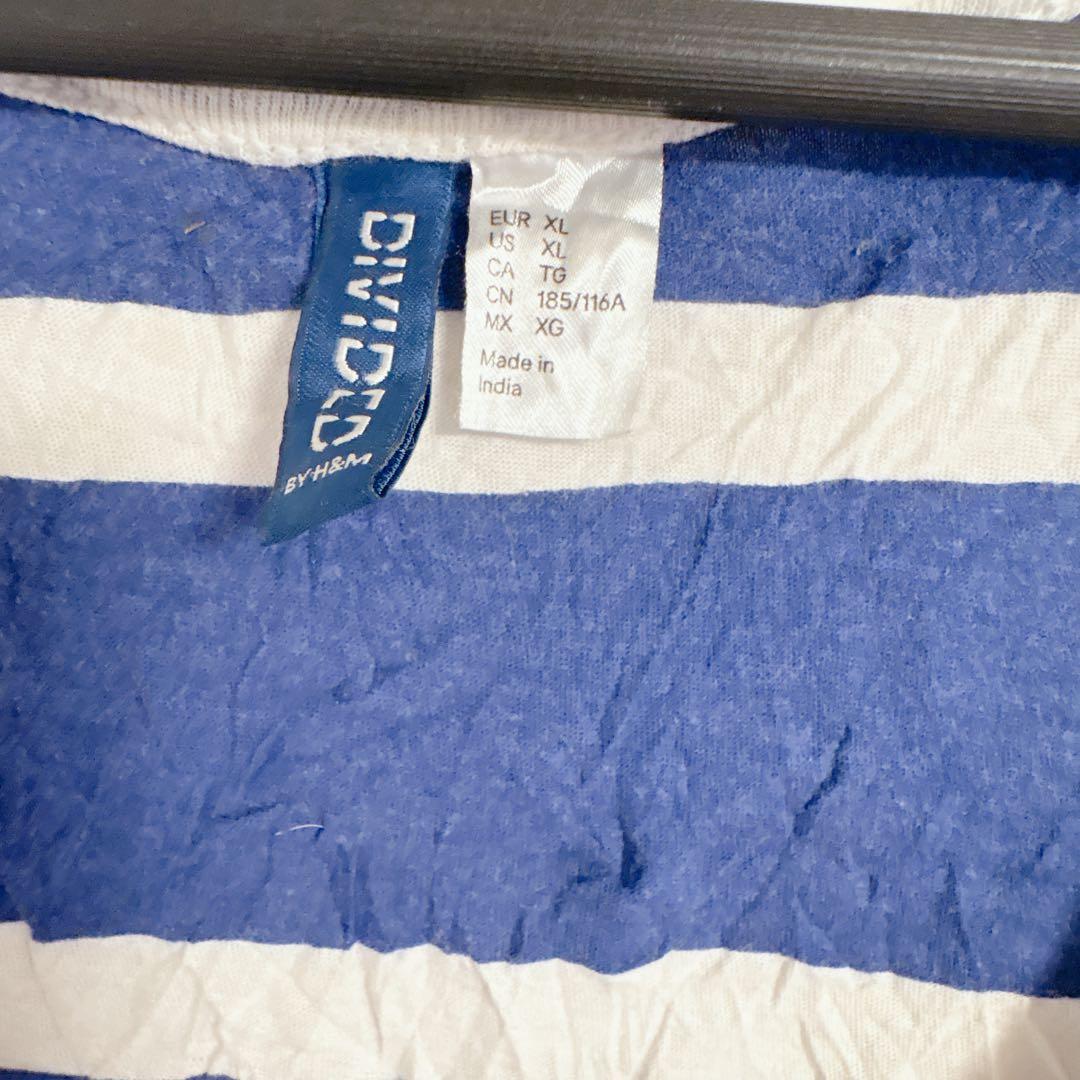 DIVIDED
BY H&M
EUR XL
US XL
CA TG
CN 185/116A
MX XG
Made in
India